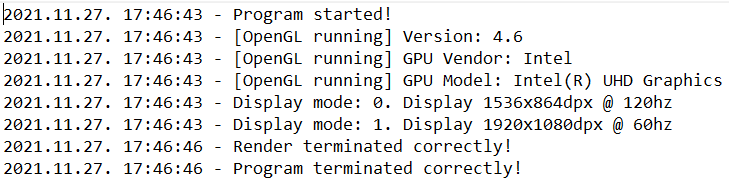 2021.11.27. 17:46:43 - Program started!
2021.11.27. 17:46:43 - [OpenGL running] Version: 4.6
2021.11.27. 17:46:43 - [OpenGL running] GPU Vendor: Intel
2021.11.27. 17:46:43 - [OpenGL running] GPU Model: Intel(R) UHD Graphics
2021.11.27. 17:46:43 - Display mode: 0. Display 1536x864dpx @ 120hz
2021.11.27. 17:46:43 - Display mode: 1. Display 1920x1080dpx @ 60hz
2021.11.27. 17:46:46 - Render terminated correctly!
2021.11.27. 17:46:46 - Program terminated correctly!